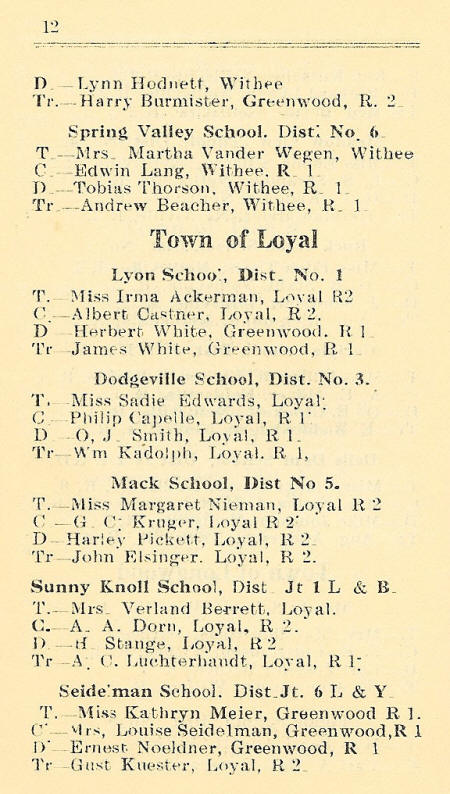 12
D.—Lynn Hodnett, Withee
Tr.—Harry Burmister, Greenwood, R. 2.
Spring Valley School. Dist. No. 6.
T.—Mrs. Martha Vander Wegen, Withee
C.—Edwin Lang, Withee. R. 1.
D.—Tobias Thorson, Withee, R. 1.
Tr.—Andrew Beacher, Withee, R. 1.
Town of Loyal
Lyon School, Dist. No. 1
T.—Miss Irma Ackerman, Loyal R2
C.—Albert Castner, Loyal, R 2.
D—Herbert White, Greenwood. R 1.
Tr—James White, Greenwood, R 1.
Dodgeville School, Dist. No. 3.
T.—Miss Sadie Edwards, Loyal.
C—Philip Capelle, Loyal, R 1
D—O, J. Smith, Loyal, R 1.
Tr—Wm Kadolph, Loyal. R 1,
Mack School, Dist No 5.
T.—Miss Margaret Nieman, Loyal R 2
C—G. C. Kruger, Loyal R 2
D—Harley Pickett, Loyal, R 2.
Tr—John Elsinger. Loyal, R 2.
Sunny Knoll School, Dist. Jt 1 L & B.
T.—Mrs. Verland Berrett, Loyal.
C.—A. A. Dorn, Loyal, R 2.
D.—H. Stange, Loyal, R 2.
Tr—A. C. Luchterhandt, Loyal, R 1.
Seidelman School. Dist. Jt. 6 L & Y.
T.—Miss Kathryn Meier, Greenwood R 1.
C—Mrs, Louise Seidelman, Greenwood, R 1
D—Ernest Noeldner, Greenwood, R 1
Tr—Gust Kuester, Loyal, R 2.